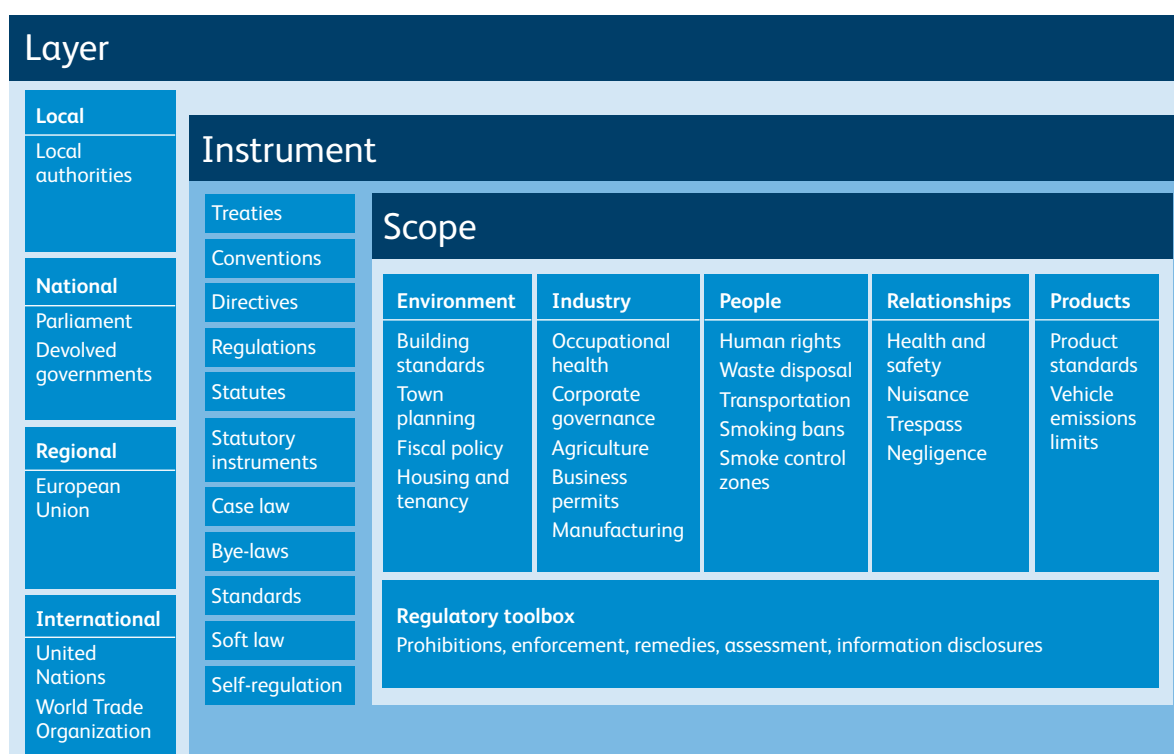 Layer
Local
Local
authorities
National
Parliament
Devolved
governments
Regional
European
Union
International
United
Nations
World Trade
Organization
Instrument
Treaties
Conventions
Directives
Regulations
Statutes
Statutory
instruments
Case law
Bye-laws
Standards
Soft law
Self-regulation
Scope
Environment
Building
standards
Town
planning
Fiscal policy
Housing and
tenancy
Industry
Occupational
health
Corporate
governance
Agriculture
Business
permits
Manufacturing
People
Human rights
Waste disposal
Transportation
Smoking bans
Smoke control
zones
Relationships
Health and
safety
Nuisance
Trespass
Negligence
Products
Product
standards
Vehicle
emissions
limits
Regulatory toolbox
Prohibitions, enforcement, remedies, assessment, information disclosures